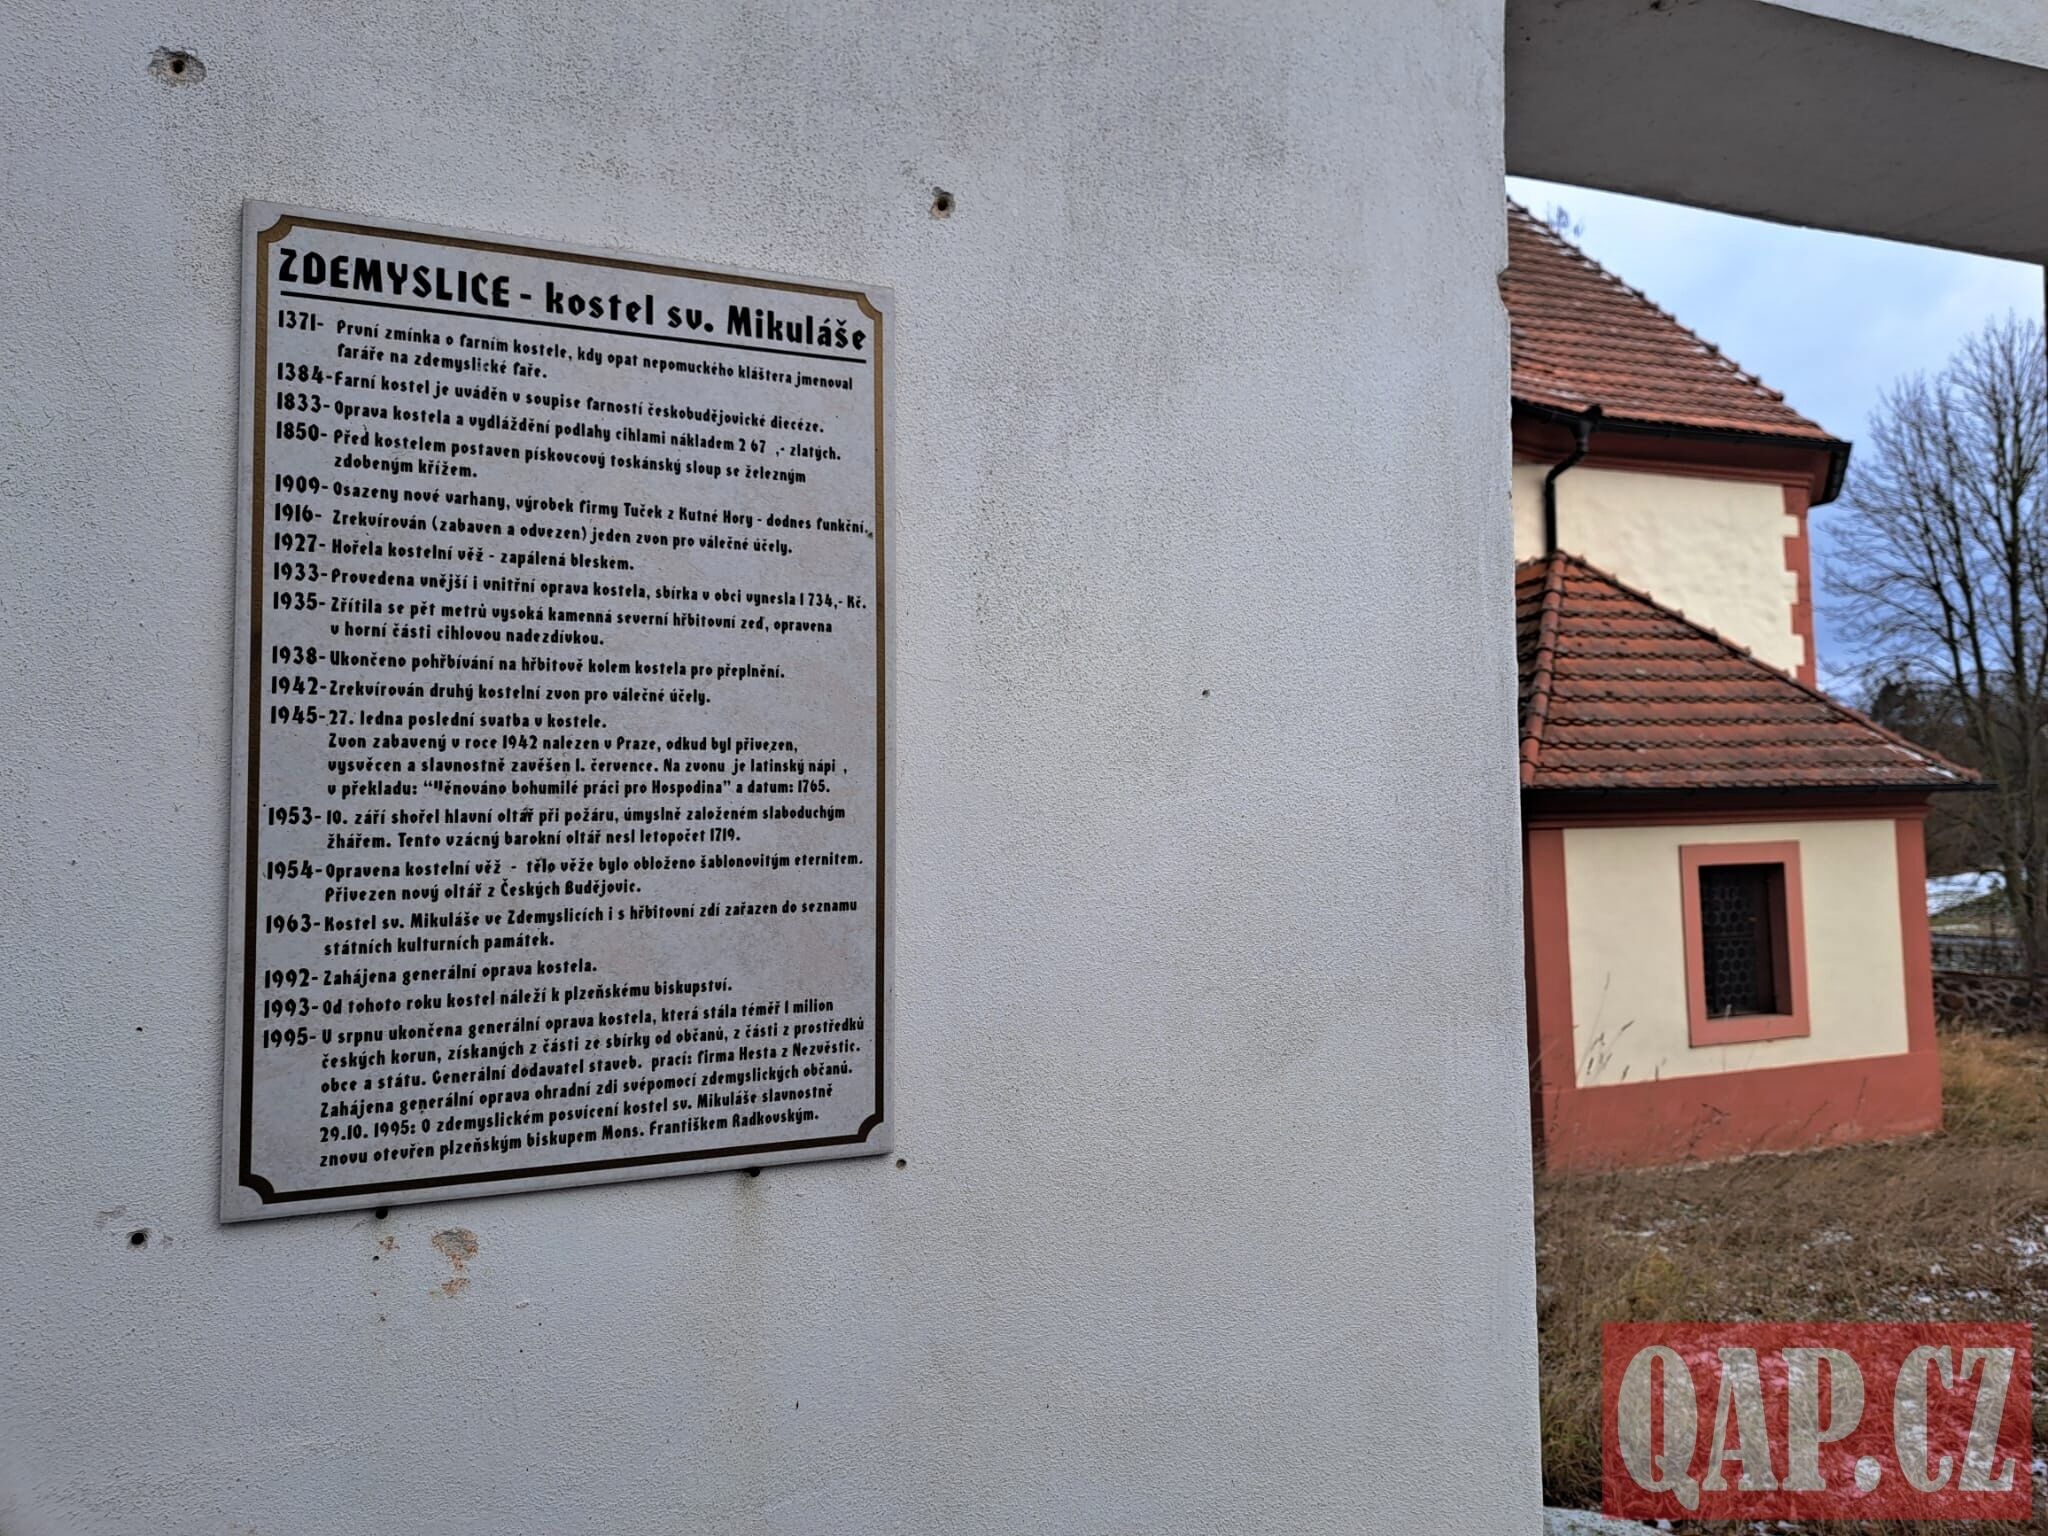 ZDEMYSLICE - kostel sv. Mikuláše
1371- První zmínka o farním kostele, kdy opat nepomuckého kláštera jmenoval
faráře na zdemyslické faře.
1384- Farní kostel je uváděn v soupise farností českobudějovické diecéze.
1833- Oprava kostela a vydláždění podlahy cihlami nákladem 2 67 ,- zlatých.
1850- Před kostelem postaven pískovcový toskánský sloup se železným
zdobeným křížem.
1909- Osazeny nové varhany, výrobek firmy Tuček z Kutné Hory - dodnes funkční.
1916- Zrekvírován (zabaven a odvezen) jeden zvon pro válečné účely.
1927- Hořela kostelní věž - zapálená bleskem.
1933- Provedena vnější i vnitřní oprava kostela, sbírka v obci vynesla 1 734,- Kč.
1935- Zřítila se pět metrů vysoká kamenná severní hřbitovní zeď, opravena
v horní části cihlovou nadezdívkou.
1938- Ukončeno pohřbívání na hřbitově kolem kostela pro přeplnění.
1942- Zrekvírován druhý kostelní zvon pro válečné účely.
1945- 27. ledna poslední svatba v kostele.
Zvon zabavený v roce 1942 nalezen v Praze, odkud byl přivezen,
vysvěcen a slavnostně zavěšen 1. července. Na zvonu je latinský nápi ,
v překladu: "Věnováno bohumilé práci pro Hospodina" a datum: 1765.
1953- 10. září shořel hlavní oltář při požáru, úmyslně založeném slaboduchým
žhářem. Tento vzácný barokní oltář nesl letopočet 1719.
1954- Opravena kostelní věž - tělo věže bylo obloženo šablonovitým eternitem.
Přivezen nový oltář z Českých Budějovic.
1963- Kostel sv. Mikuláše ve Zdemyslicích i s hřbitovní zdí zařazen do seznamu
státních kulturních památek.
1992- Zahájena generální oprava kostela.
1993- Od tohoto roku kostel náleží k plzeňskému biskupství.
1995- V srpnu ukončena generální oprava kostela, která stála téměř 1 milion
českých korun, získaných z části ze sbírky od občanů, z části z prostředků
obce a státu. Generální dodavatel staveb. prací: firma Hesta z Nezvěstic.
Zahájena generální oprava ohradní zdi svépomocí zdemyslických občanů.
29.10. 1995: O zdemyslickém posvícení kostel sv. Mikuláše slavnostně
znovu otevřen plzeňským biskupem Mons. Františkem Radkovským.
QAP.CZ